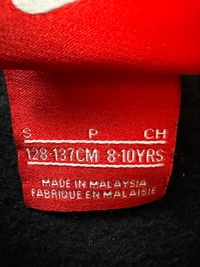 S P CH
128-137CM 8-10YRS
MADE IN MALAYSIA
FABRIQUE EN MALAISIE